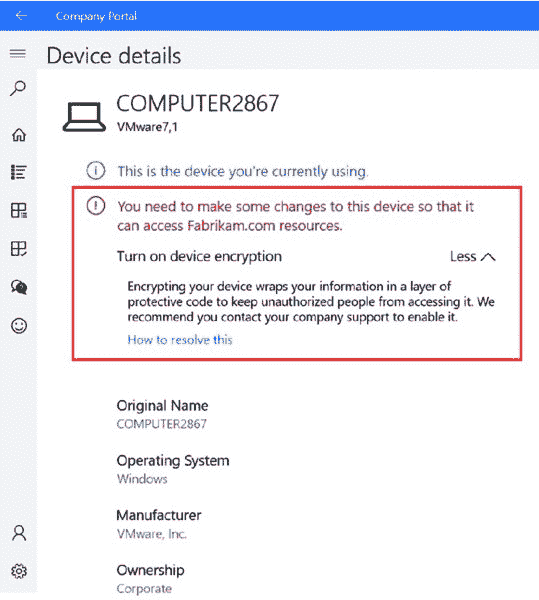 Company Portal
Device details
COMPUTER2867
VMware7,1
This is the device you're currently using.
You need to make some changes to this device so that it
can access Fabrikam.com resources.
Turn on device encryption
Less
Encrypting your device wraps your information in a layer of
protective code to keep unauthorized people from accessing it. We
recommend you contact your company support to enable it.
How to resolve this
Original Name
COMPUTER2867
Operating System
Windows
Manufacturer
VMware, Inc.
Ownership
Corporate